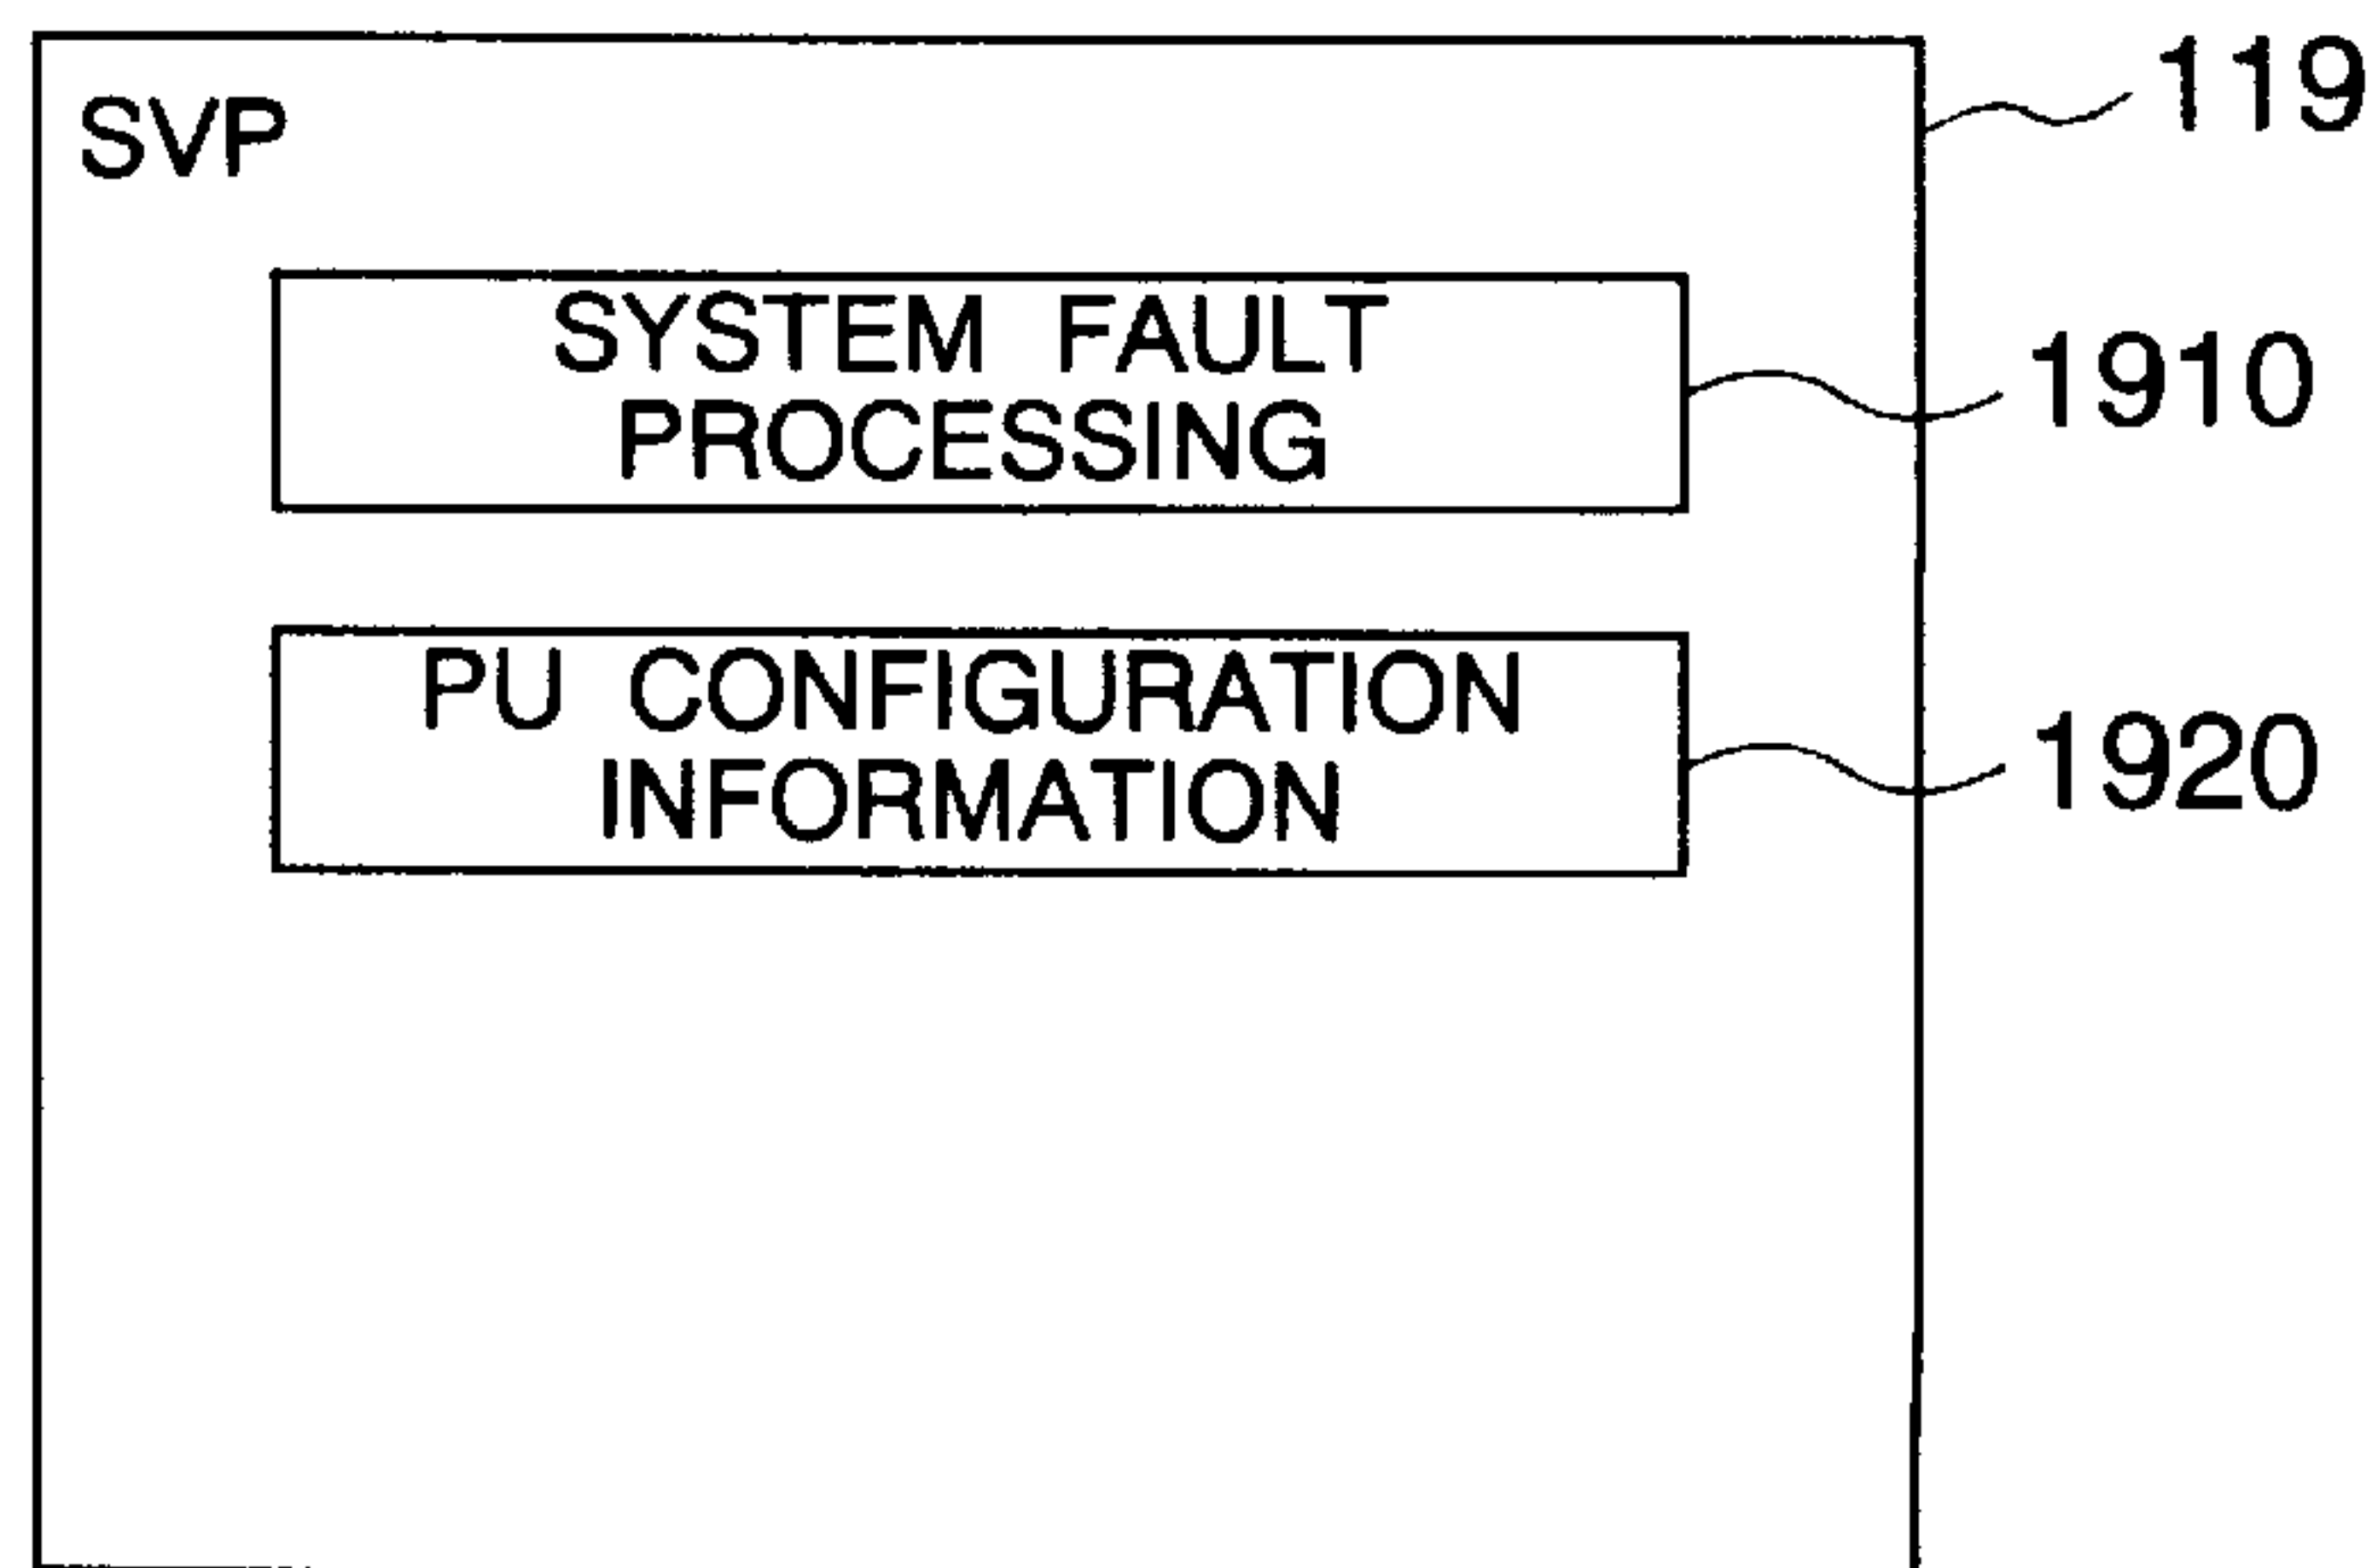 SVP
119
SYSTEM FAULT
PROCESSING
1910
PU CONFIGURATION
INFORMATION
1920